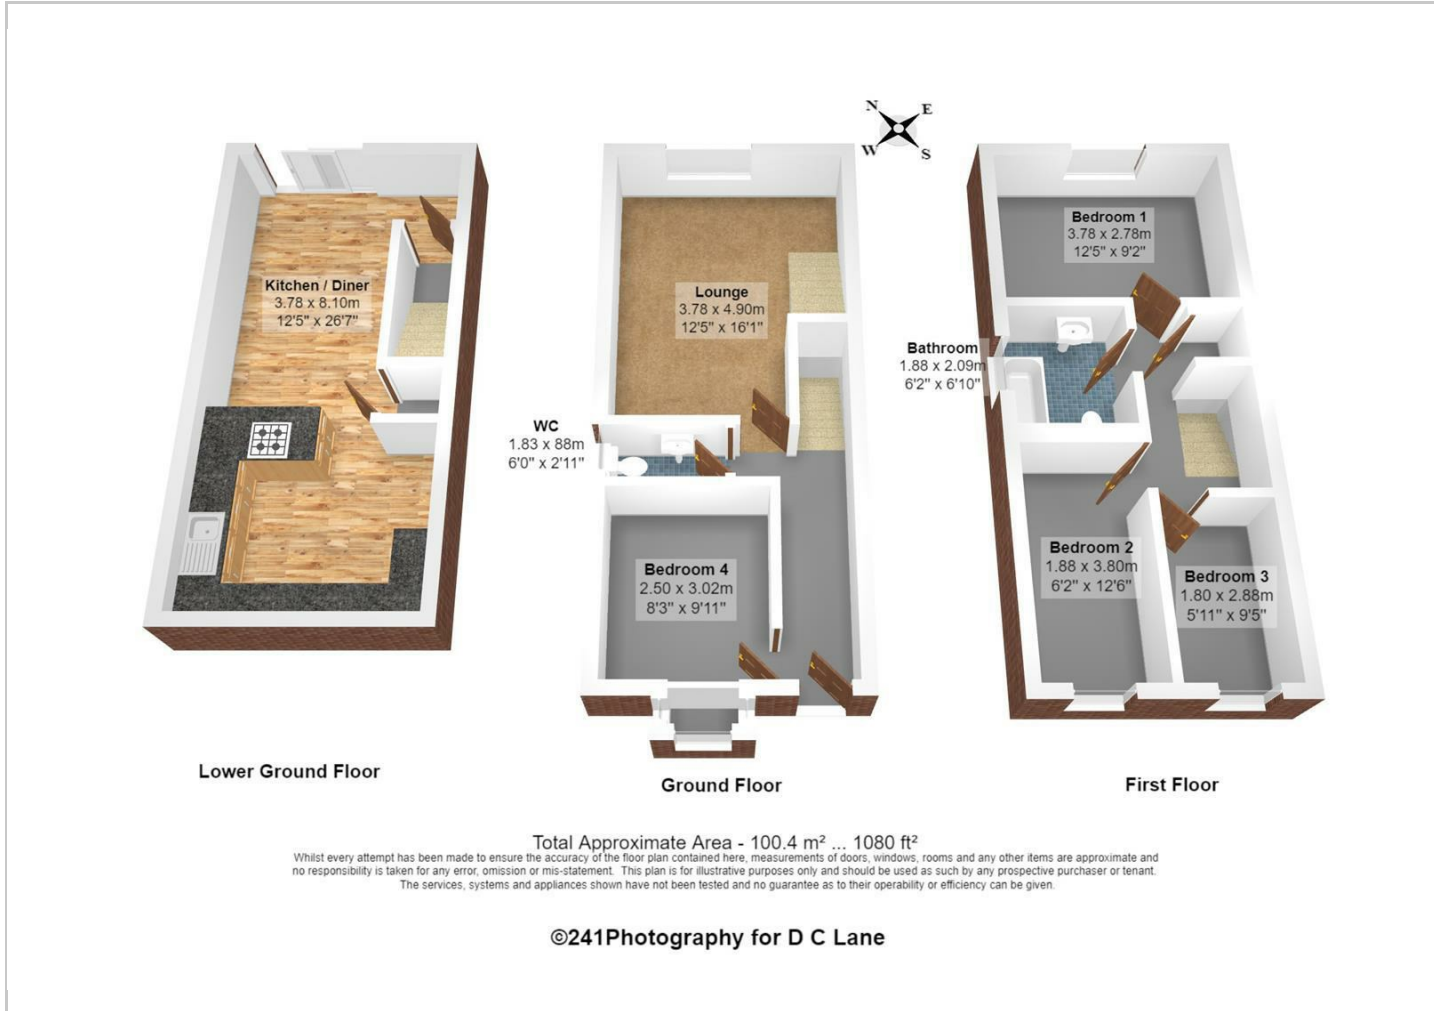 N
E
W
S
Kitchen / Diner
3.78 x 8.10m
12'5" x 26'7"
Lounge
3.78 x 4.90m
12'5" x 16'1"
WC
1.83 x 88m
6'0" x 2'11"
Bedroom 4
2.50 x 3.02m
8'3" x 9'11"
Bedroom 1
3.78 x 2.78m
12'5" x 9'2"
Bathroom
1.88 x 2.09m
6'2" x 6'10"
Bedroom 2
1.88 x 3.80m
6'2" x 12'6"
Bedroom 3
1.80 x 2.88m
5'11" x 9'5"
Lower Ground Floor
Ground Floor
First Floor
Total Approximate Area - 100.4 m² ... 1080 ft²
Whilst every attempt has been made to ensure the accuracy of the floor plan contained here, measurements of doors, windows, rooms and any other items are approximate and
no responsibility is taken for any error, omission or mis-statement. This plan is for illustrative purposes only and should be used as such by any prospective purchaser or tenant.
The services, systems and appliances shown have not been tested and no guarantee as to their operability or efficiency can be given.
©241Photography for D C Lane